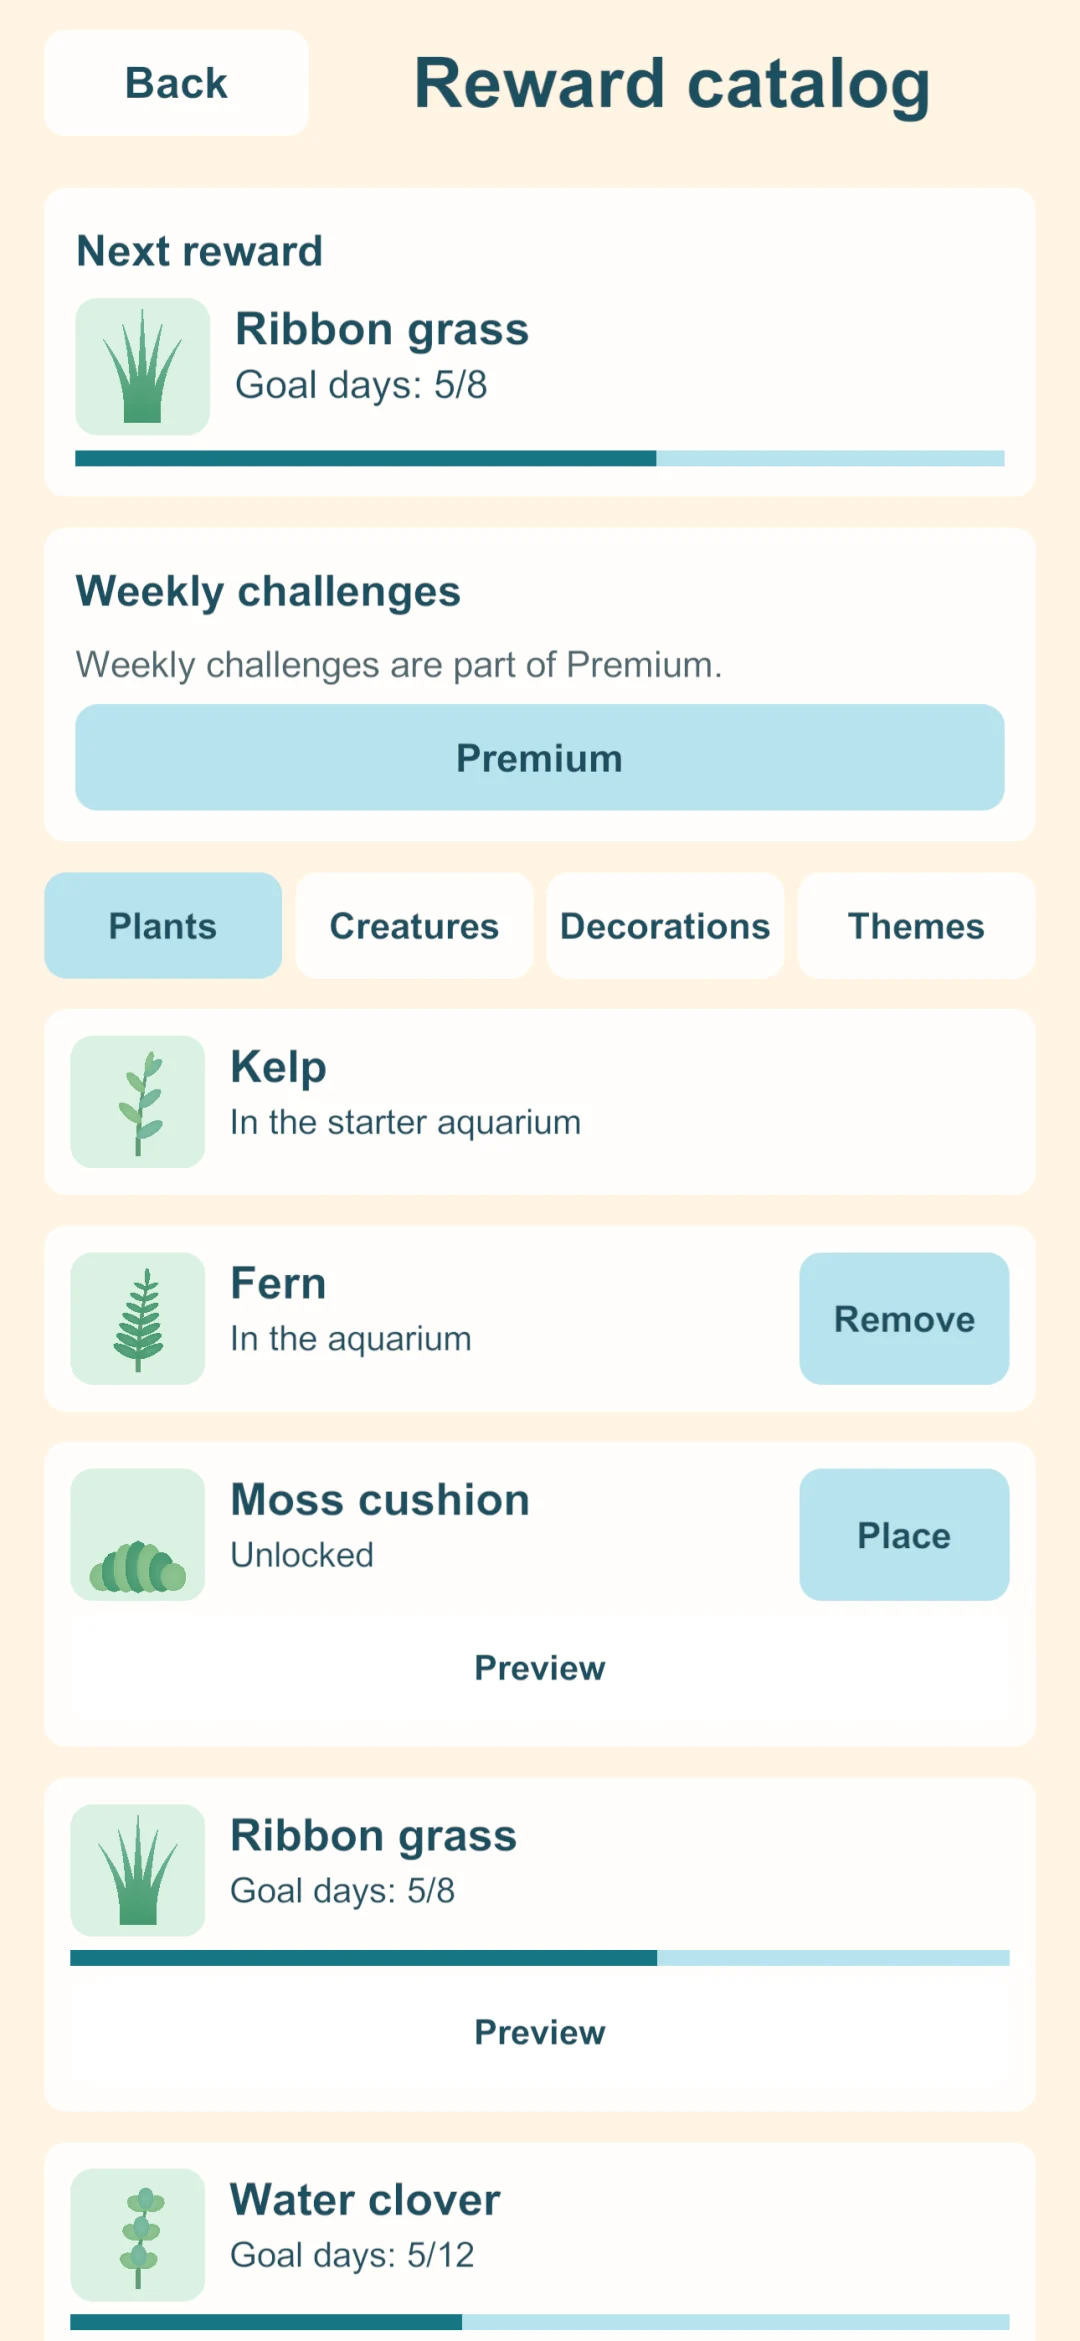 Back
Reward catalog
Next reward
Ribbon grass
Goal days: 5/8
Weekly challenges
Weekly challenges are part of Premium.
Premium
Plants
Creatures
Decorations
Themes
Kelp
In the starter aquarium
Fern
In the aquarium
Remove
Moss cushion
Unlocked
Place
Preview
Ribbon grass
Goal days: 5/8
Preview
Water clover
Goal days: 5/12